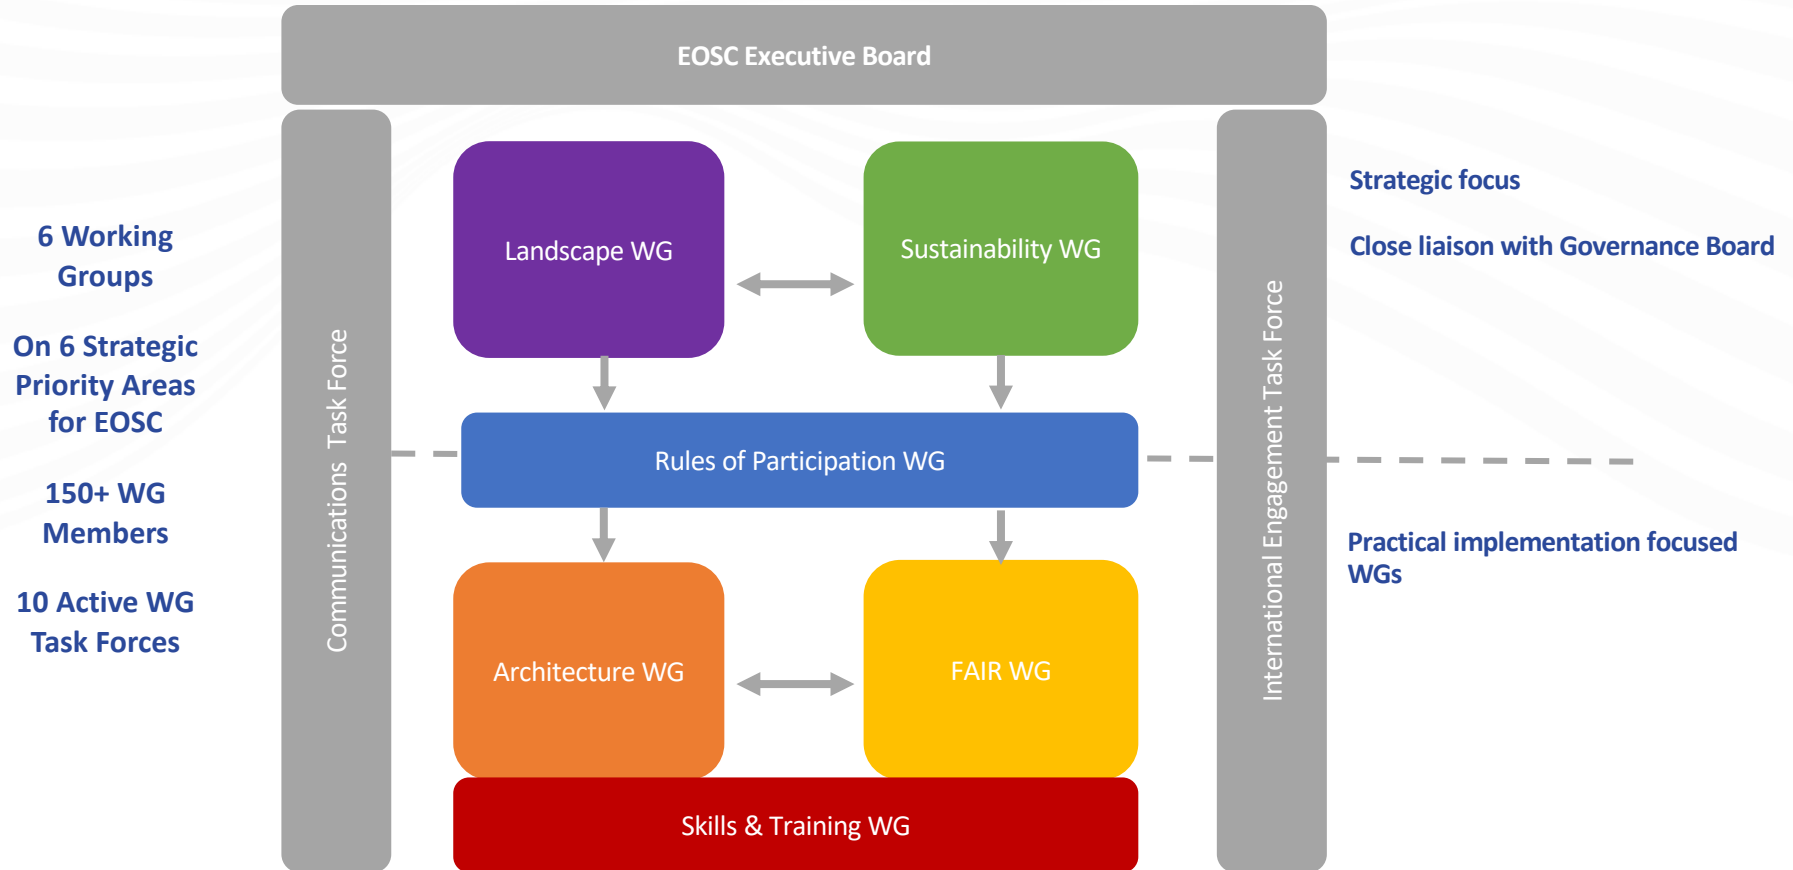 EOSC Executive Board
6 Working
Groups
On 6 Strategic
Priority Areas
for EOSC
150+ WG
Members
10 Active WG
Task Forces
Communications Task Force
Landscape WG
Sustainability WG
Rules of Participation WG
Architecture WG
FAIR WG
Skills & Training WG
International Engagement Task Force
Strategic focus
Close liaison with Governance Board
Practical implementation focused
WGs